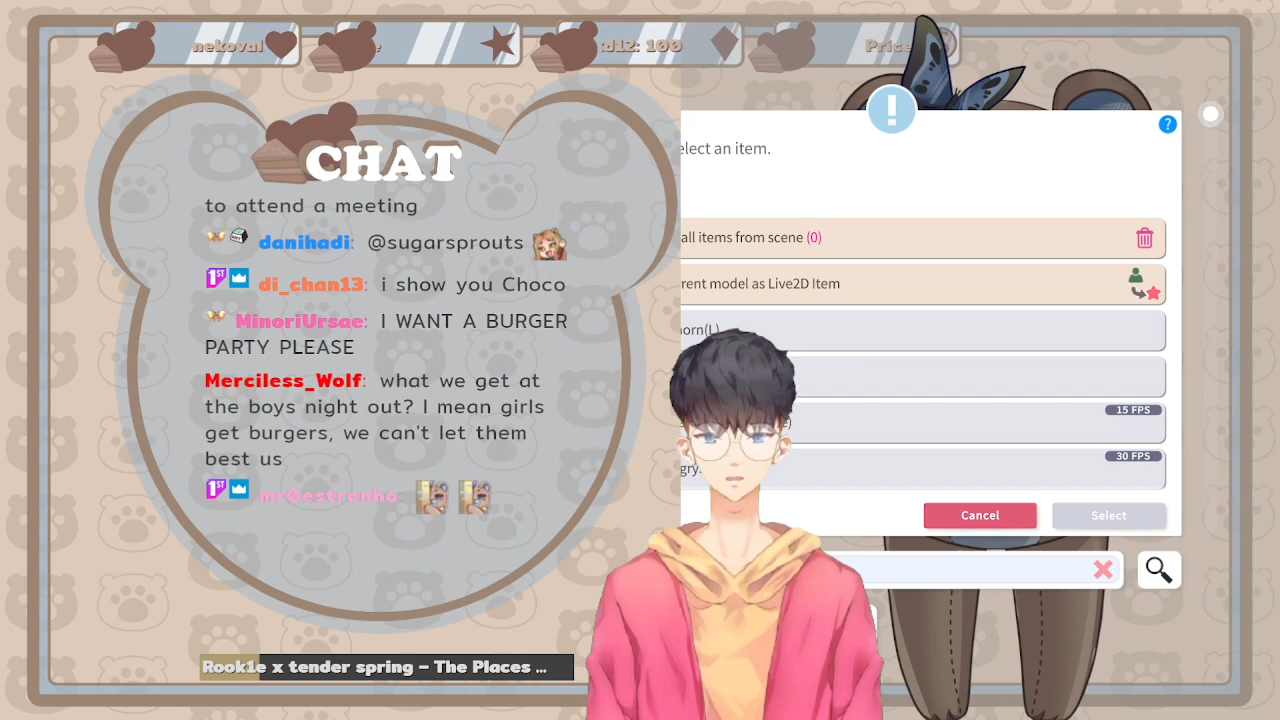 nekoval
:d12: 100
Price
CHAT
to attend a meeting
danihadi: @sugarsprouts
di_chan13: i show you Choco
MinoriUrsae: I WANT A BURGER
PARTY PLEASE
Merciless_Wolf: what we get at
the boys night out? I mean girls
get burgers, we can't let them
best us
mr0estranho:
Rook1e x tender spring – The Places ...
!
?
elect an item.
all items from scene (0)
rent model as Live2D Item
horn(L)
15 FPS
30 FPS
gry
Cancel
Select